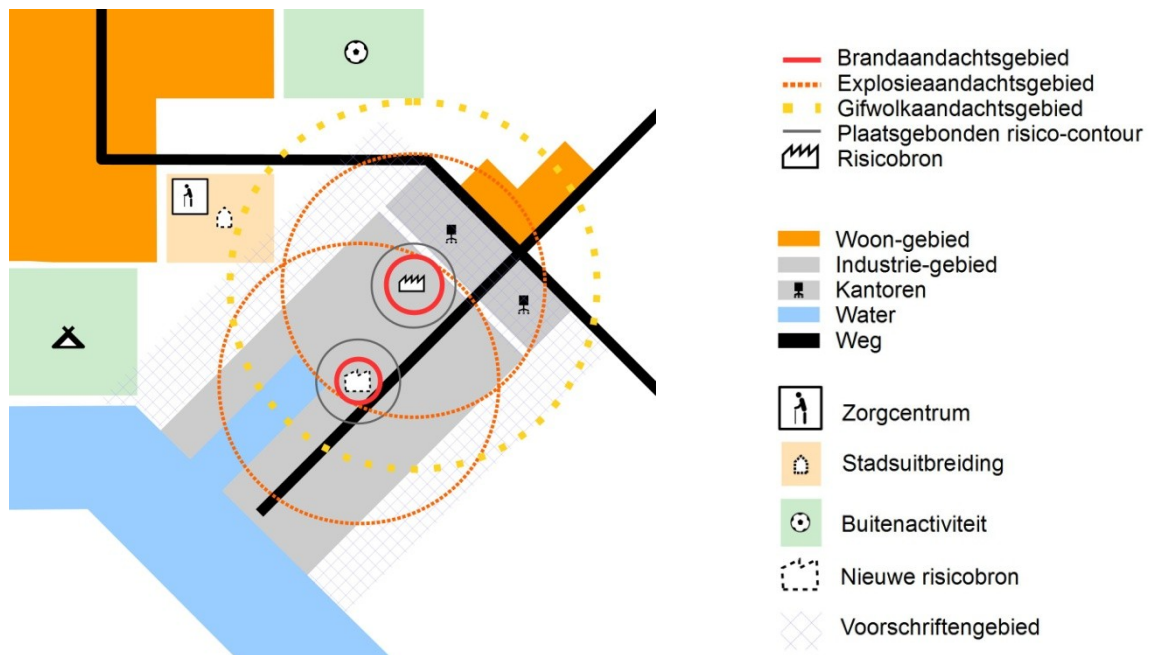 Brandaandachtsgebied
Explosieaandachtsgebied
Gifwolkaandachtsgebied
Plaatsgebonden risico-contour
Risicobron
Woon-gebied
Industrie-gebied
Kantoren
Water
Weg
Zorgcentrum
Stadsuitbreiding
Buitenactiviteit
Nieuwe risicobron
Voorschriftengebied